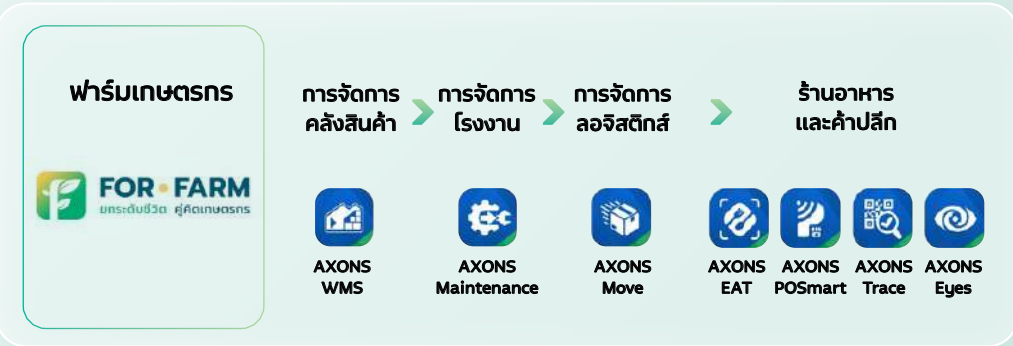 ฟาร์มเกษตรกร
FOR FARM
ยกระดับชีวิต คู่คิดเกษตรกร
การจัดการ
คลังสินค้า
การจัดการ
โรงงาน
การจัดการ
ลอจิสติกส์
ร้านอาหาร
และค้าปลีก
AXONS
WMS
AXONS
Maintenance
AXONS
Move
AXONS
EAT
AXONS
POSmart
AXONS
Trace
AXONS
Eyes